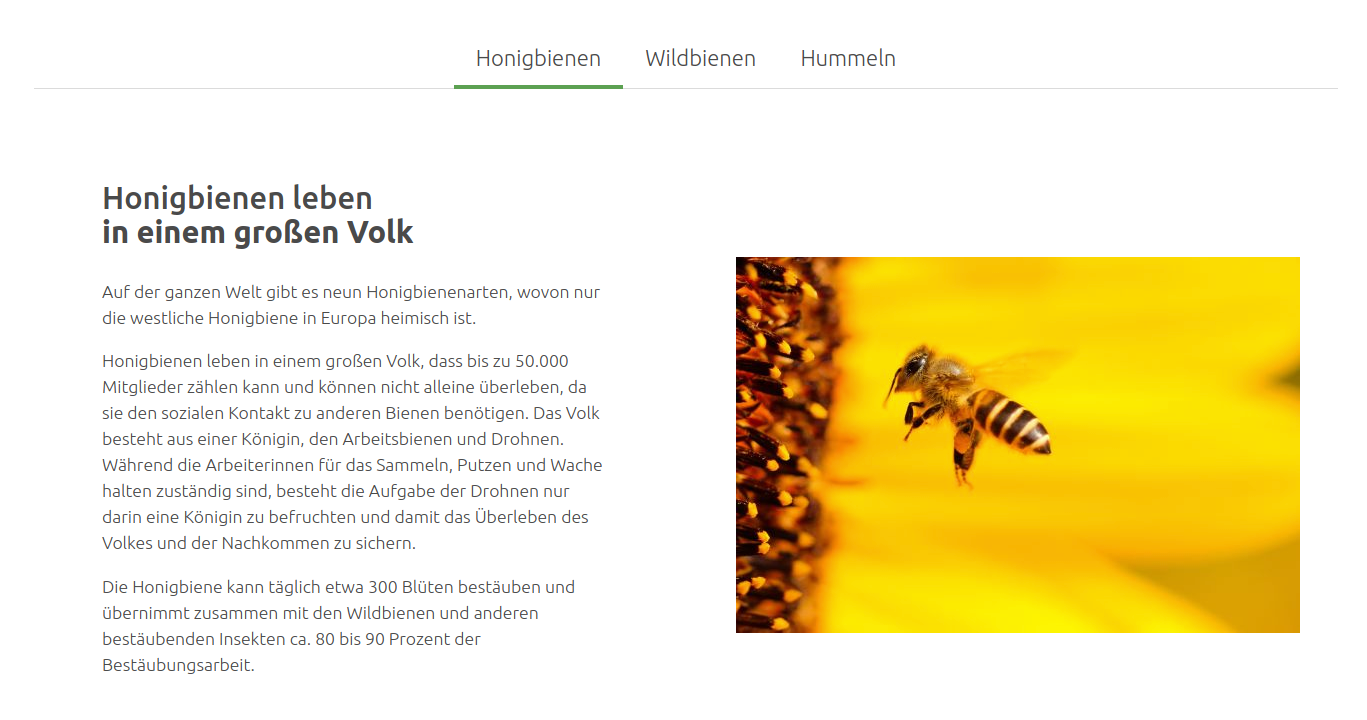 Honigbienen Wildbienen Hummeln
Honigbienen leben
in einem großen Volk
Auf der ganzen Welt gibt es neun Honigbienenarten, wovon nur
die westliche Honigbiene in Europa heimisch ist.
Honigbienen leben in einem großen Volk, dass bis zu 50.000
Mitglieder zählen kann und können nicht alleine überleben, da
sie den sozialen Kontakt zu anderen Bienen benötigen. Das Volk
besteht aus einer Königin, den Arbeitsbienen und Drohnen.
Während die Arbeiterinnen für das Sammeln, Putzen und Wache
halten zuständig sind, besteht die Aufgabe der Drohnen nur
darin eine Königin zu befruchten und damit das Überleben des
Volkes und der Nachkommen zu sichern.
Die Honigbiene kann täglich etwa 300 Blüten bestäuben und
übernimmt zusammen mit den Wildbienen und anderen
bestäubenden Insekten ca. 80 bis 90 Prozent der
Bestäubungsarbeit.